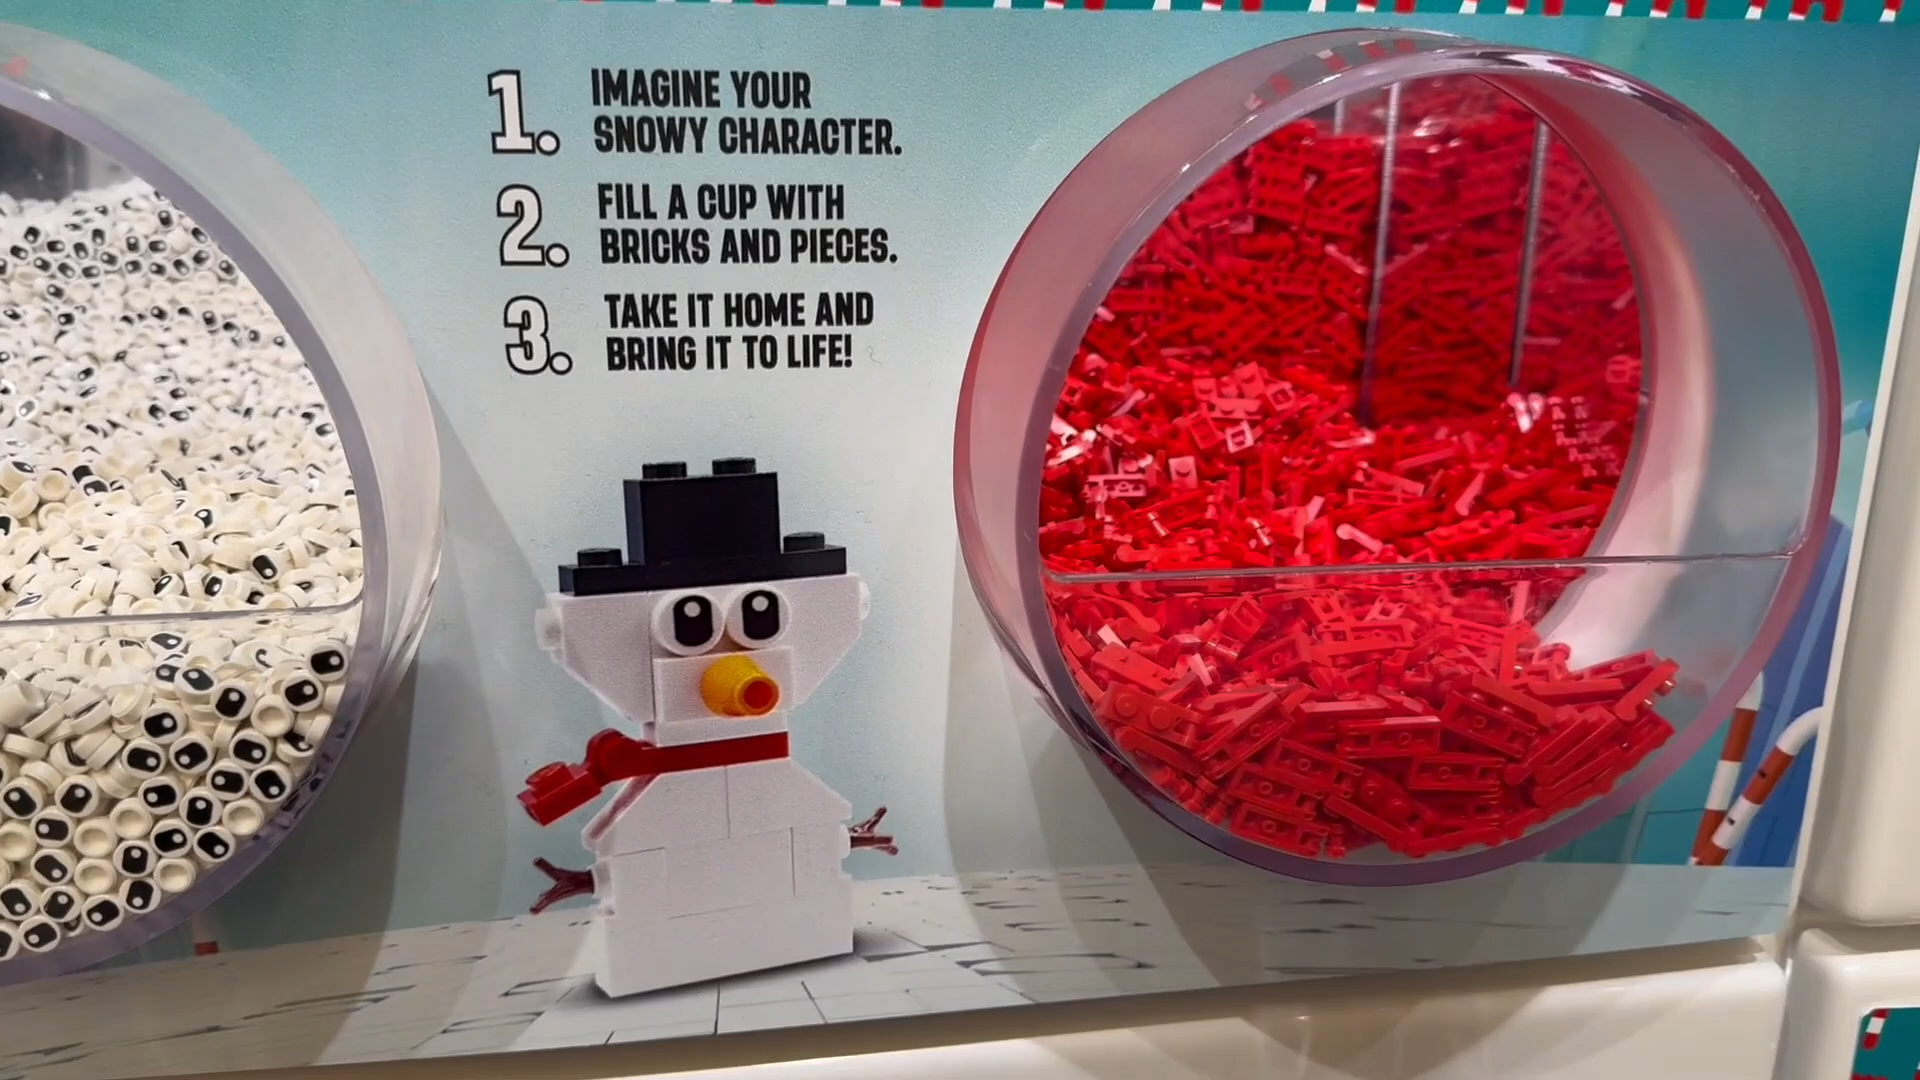 1. IMAGINE YOUR
SNOWY CHARACTER.
2. FILL A CUP WITH
BRICKS AND PIECES.
3. TAKE IT HOME AND
BRING IT TO LIFE!